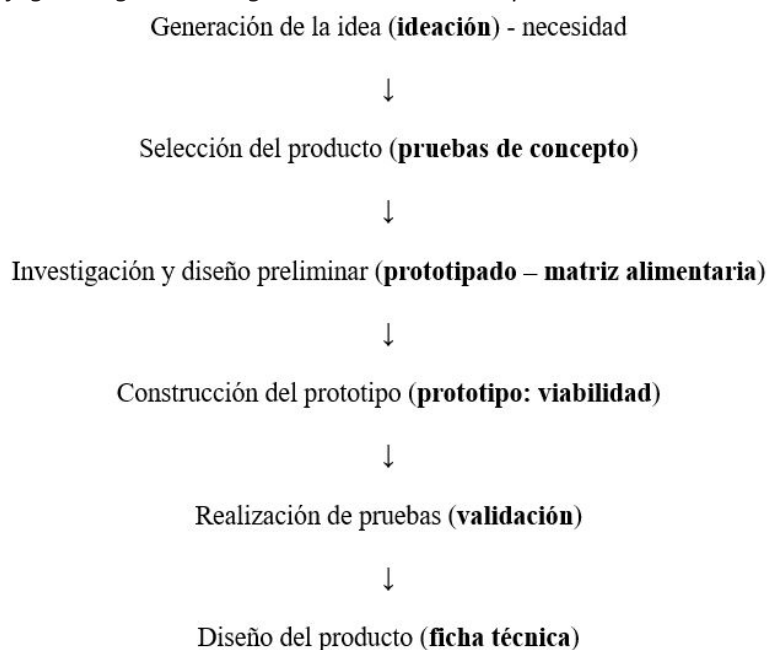 Generación de la idea (ideación) - necesidad
↓
Selección del producto (pruebas de concepto)
↓
Investigación y diseño preliminar (prototipado – matriz alimentaria)
↓
Construcción del prototipo (prototipo: viabilidad)
↓
Realización de pruebas (validación)
↓
Diseño del producto (ficha técnica)